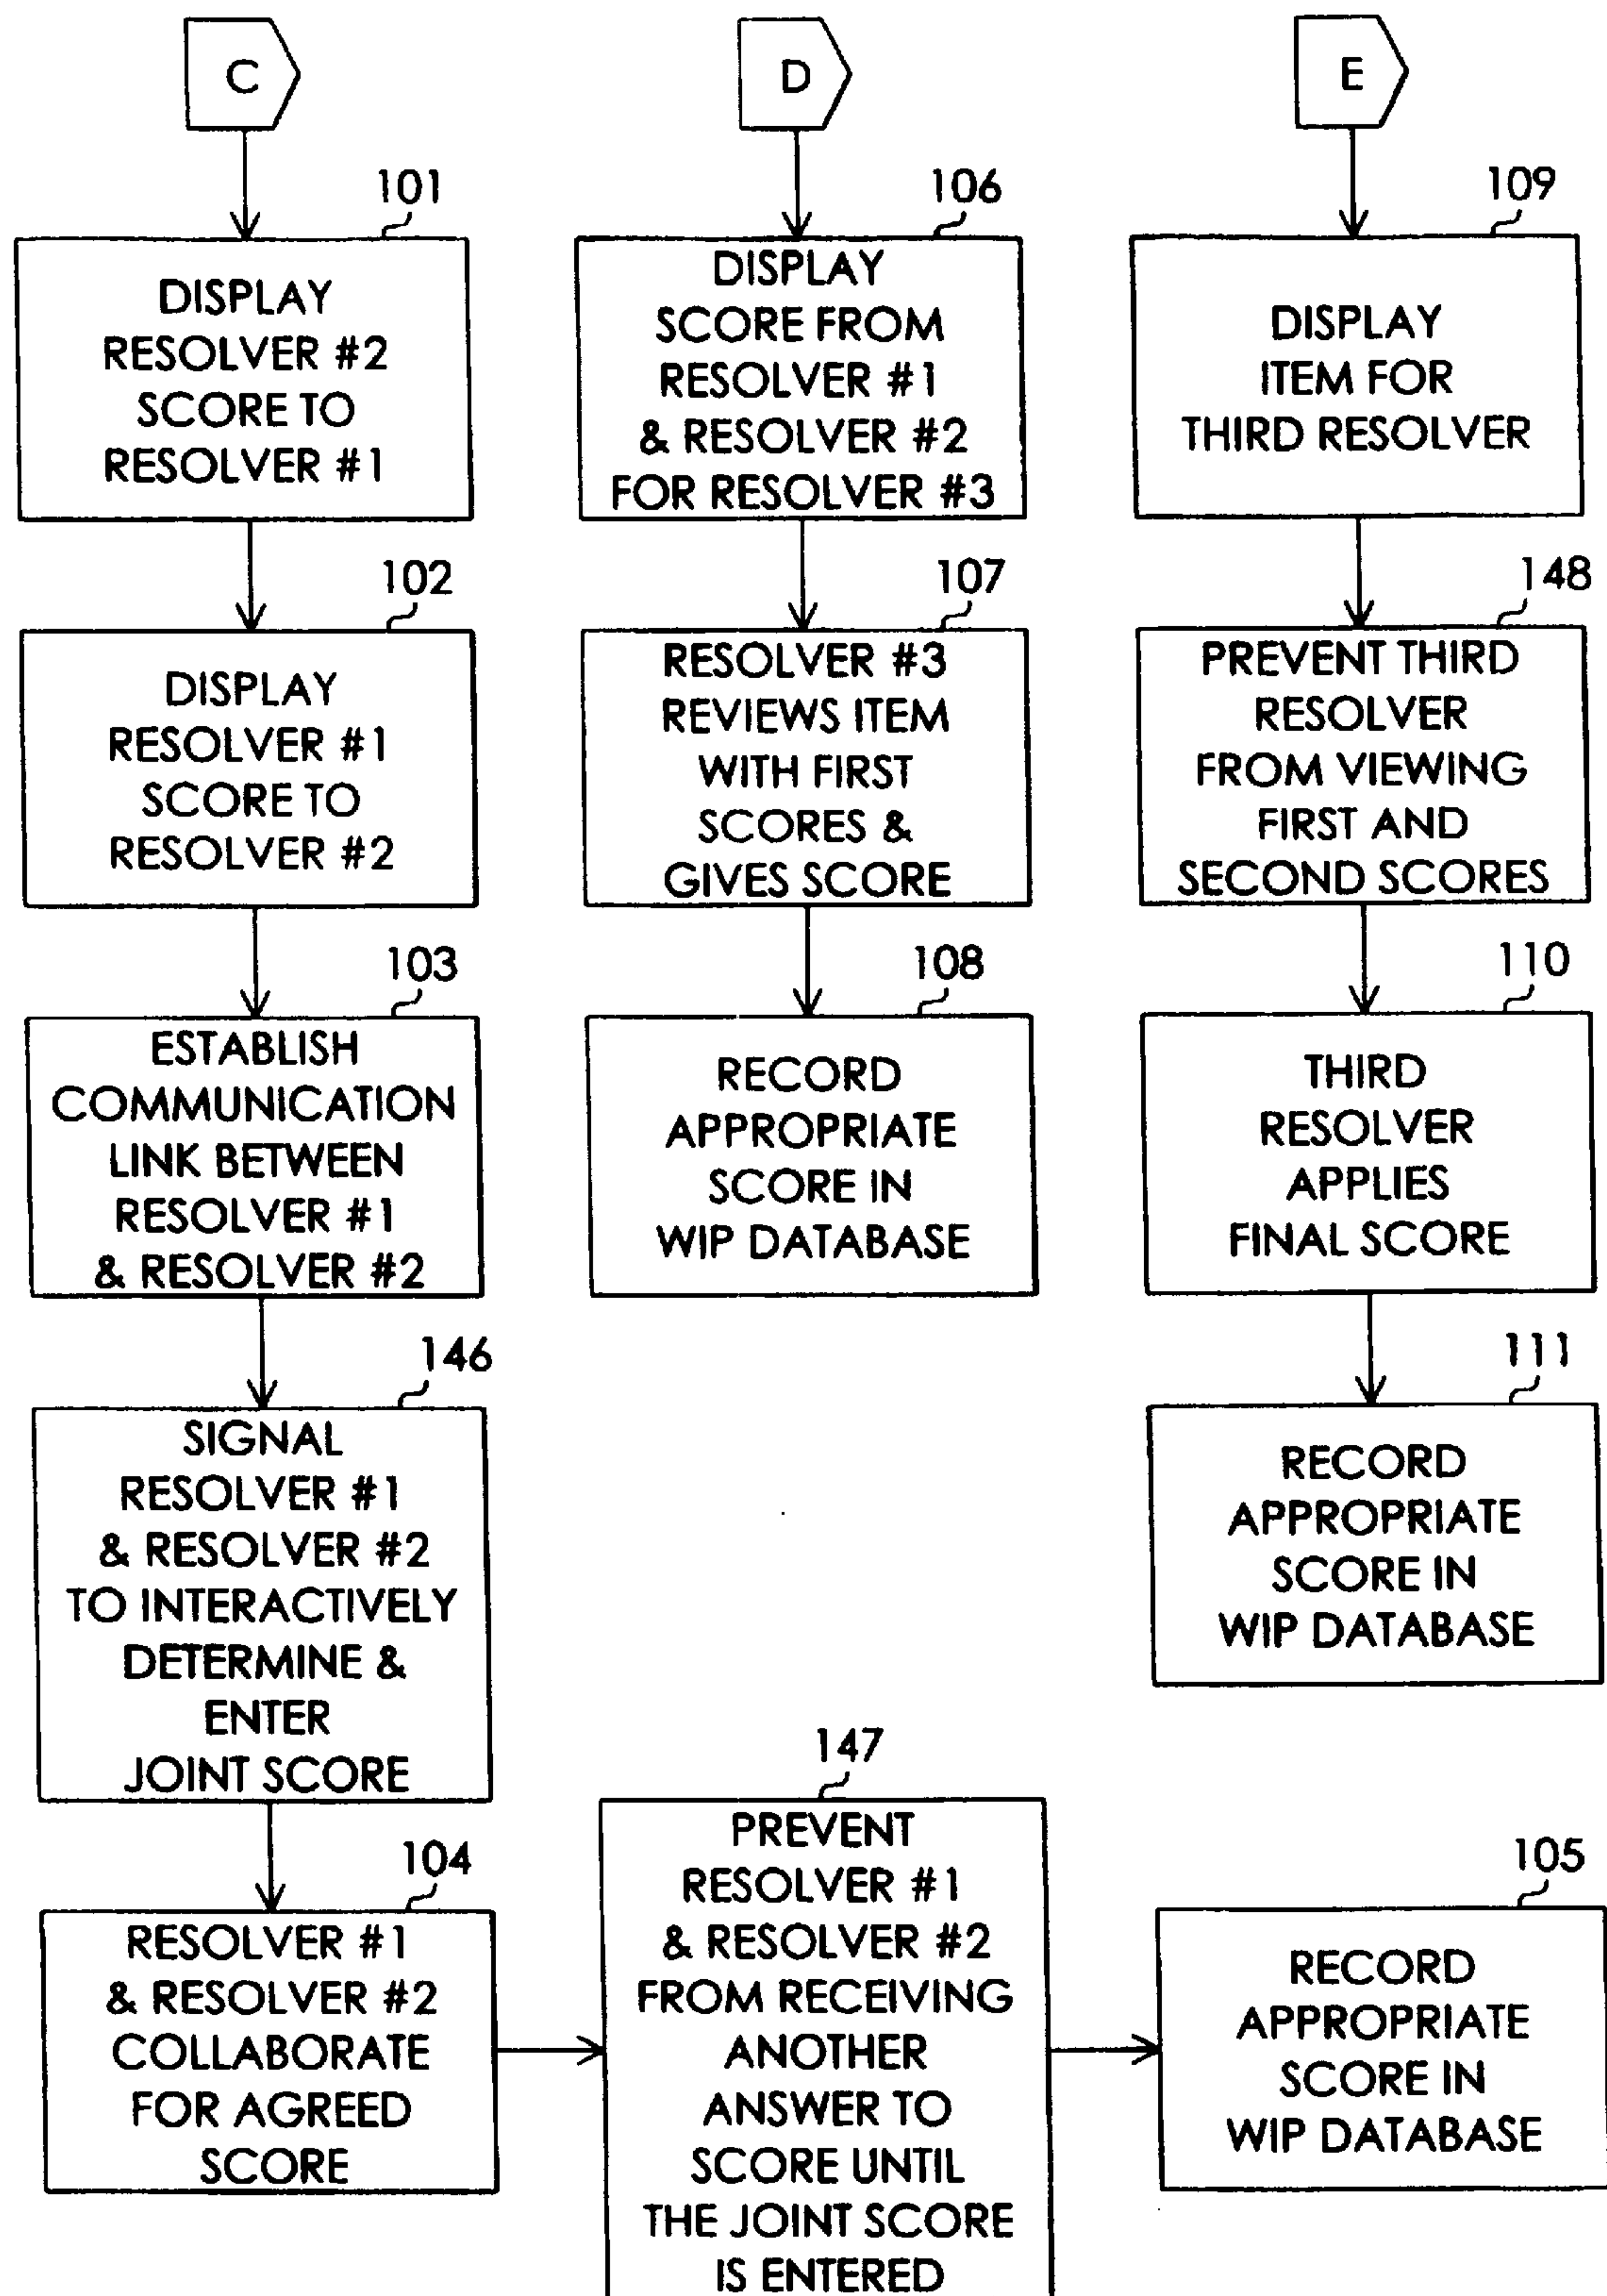 C
101
DISPLAY
RESOLVER #2
SCORE TO
RESOLVER #1
102
DISPLAY
RESOLVER #1
SCORE TO
RESOLVER #2
103
ESTABLISH
COMMUNICATION
LINK BETWEEN
RESOLVER #1
& RESOLVER #2
146
SIGNAL
RESOLVER #1
& RESOLVER #2
TO INTERACTIVELY
DETERMINE &
ENTER
JOINT SCORE
104
RESOLVER #1
& RESOLVER #2
COLLABORATE
FOR AGREED
SCORE
147
PREVENT
RESOLVER #1
& RESOLVER #2
FROM RECEIVING
ANOTHER
ANSWER TO
SCORE UNTIL
THE JOINT SCORE
IS ENTERED
105
RECORD
APPROPRIATE
SCORE IN
WIP DATABASE
D
106
DISPLAY
SCORE FROM
RESOLVER #1
& RESOLVER #2
FOR RESOLVER #3
107
RESOLVER #3
REVIEWS ITEM
WITH FIRST
SCORES &
GIVES SCORE
108
RECORD
APPROPRIATE
SCORE IN
WIP DATABASE
E
109
DISPLAY
ITEM FOR
THIRD RESOLVER
148
PREVENT THIRD
RESOLVER
FROM VIEWING
FIRST AND
SECOND SCORES
110
THIRD
RESOLVER
APPLIES
FINAL SCORE
111
RECORD
APPROPRIATE
SCORE IN
WIP DATABASE